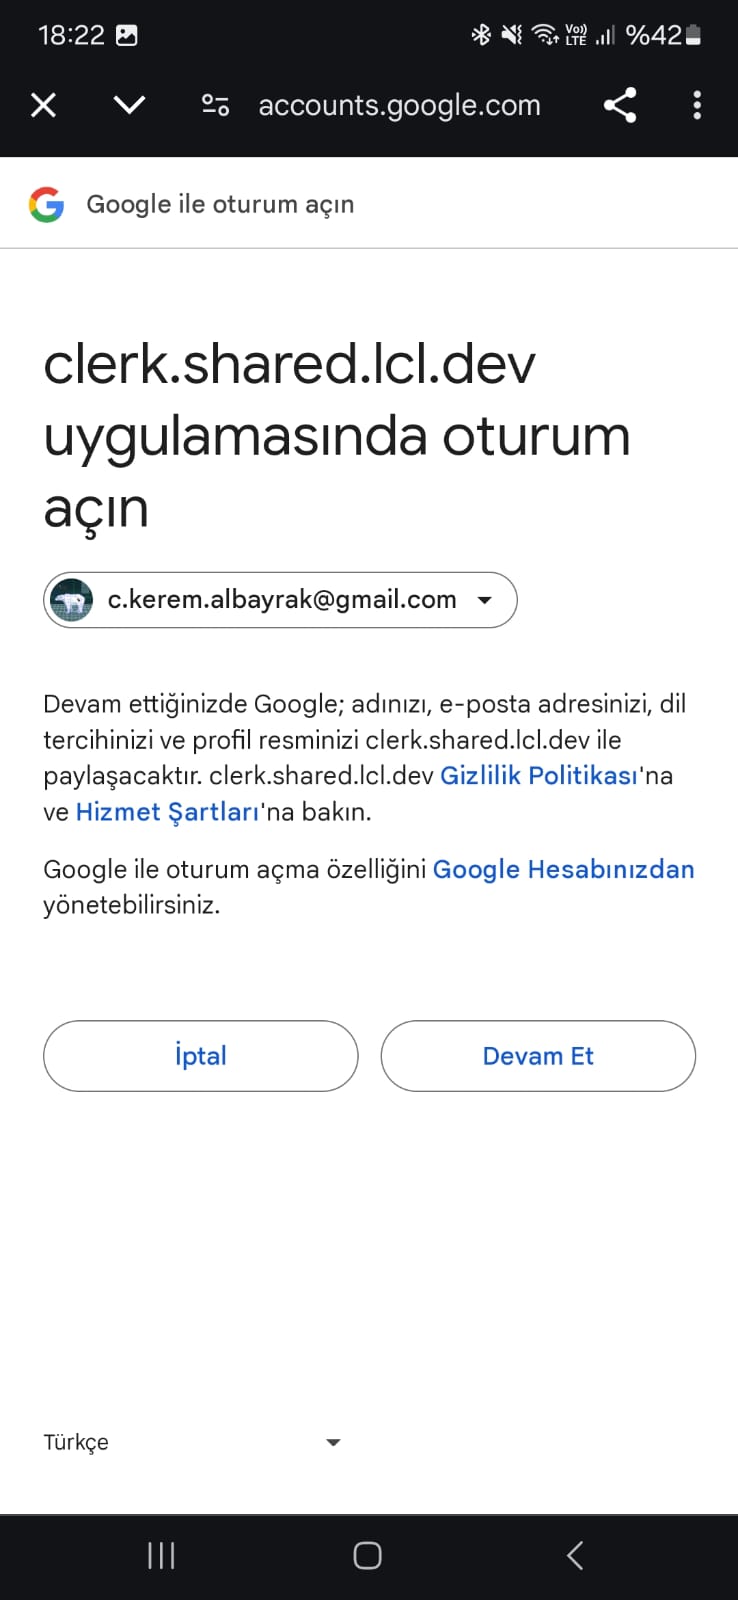 18:22
%42
accounts.google.com
Google ile oturum açın
clerk.shared.lcl.dev
uygulamasında oturum
açın
c.kerem.albayrak@gmail.com
Devam ettiğinizde Google; adınızı, e-posta adresinizi, dil
tercihinizi ve profil resminizi clerk.shared.lcl.dev ile
paylaşacaktır. clerk.shared.lcl.dev Gizlilik Politikası'na
ve Hizmet Şartları'na bakın.
Google ile oturum açma özelliğini Google Hesabınızdan
yönetebilirsiniz.
İptal
Devam Et
Türkçe